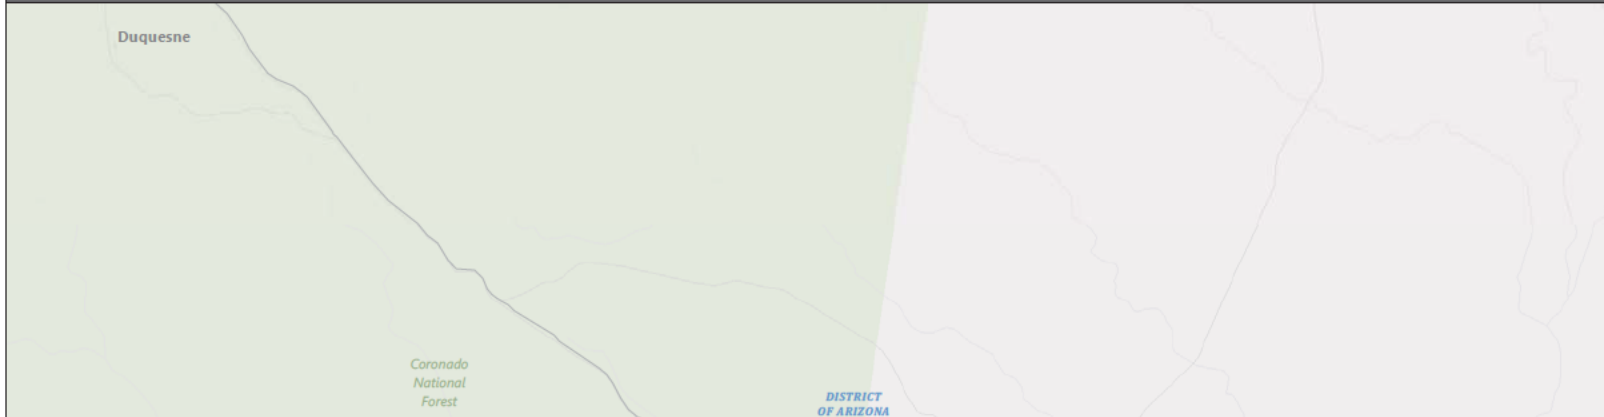 Duquesne
Coronado
National
Forest
DISTRICT
OF ARIZONA